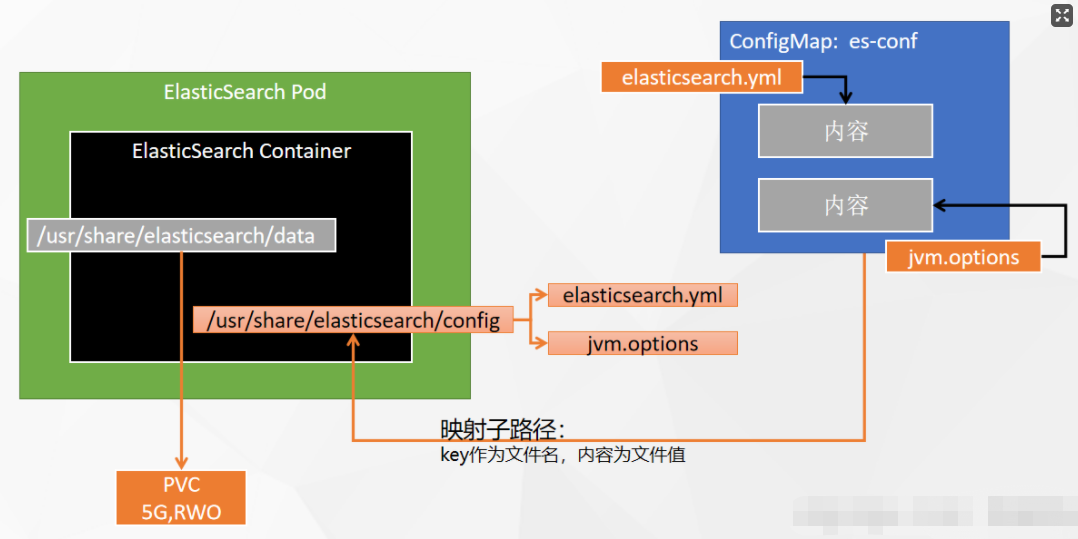 ConfigMap: es-conf
elasticsearch.yml
内容
内容
jvm.options
ElasticSearch Pod
ElasticSearch Container
/usr/share/elasticsearch/data
/usr/share/elasticsearch/config
elasticsearch.yml
jvm.options
映射子路径：
key作为文件名，内容为文件值
PVC
5G,RWO